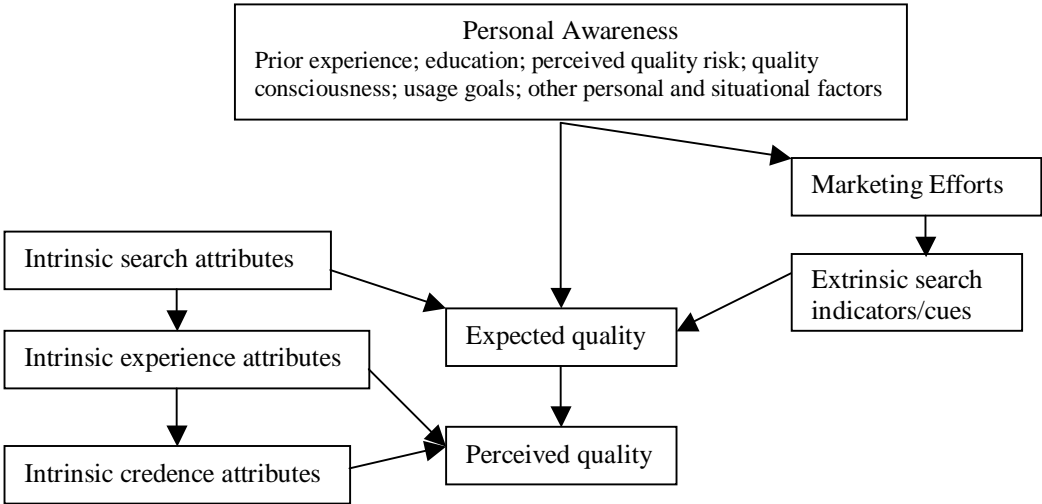 Personal Awareness
Prior experience; education; perceived quality risk; quality
consciousness; usage goals; other personal and situational factors
Marketing Efforts
Intrinsic search attributes
Extrinsic search
indicators/cues
Expected quality
Intrinsic experience attributes
Perceived quality
Intrinsic credence attributes